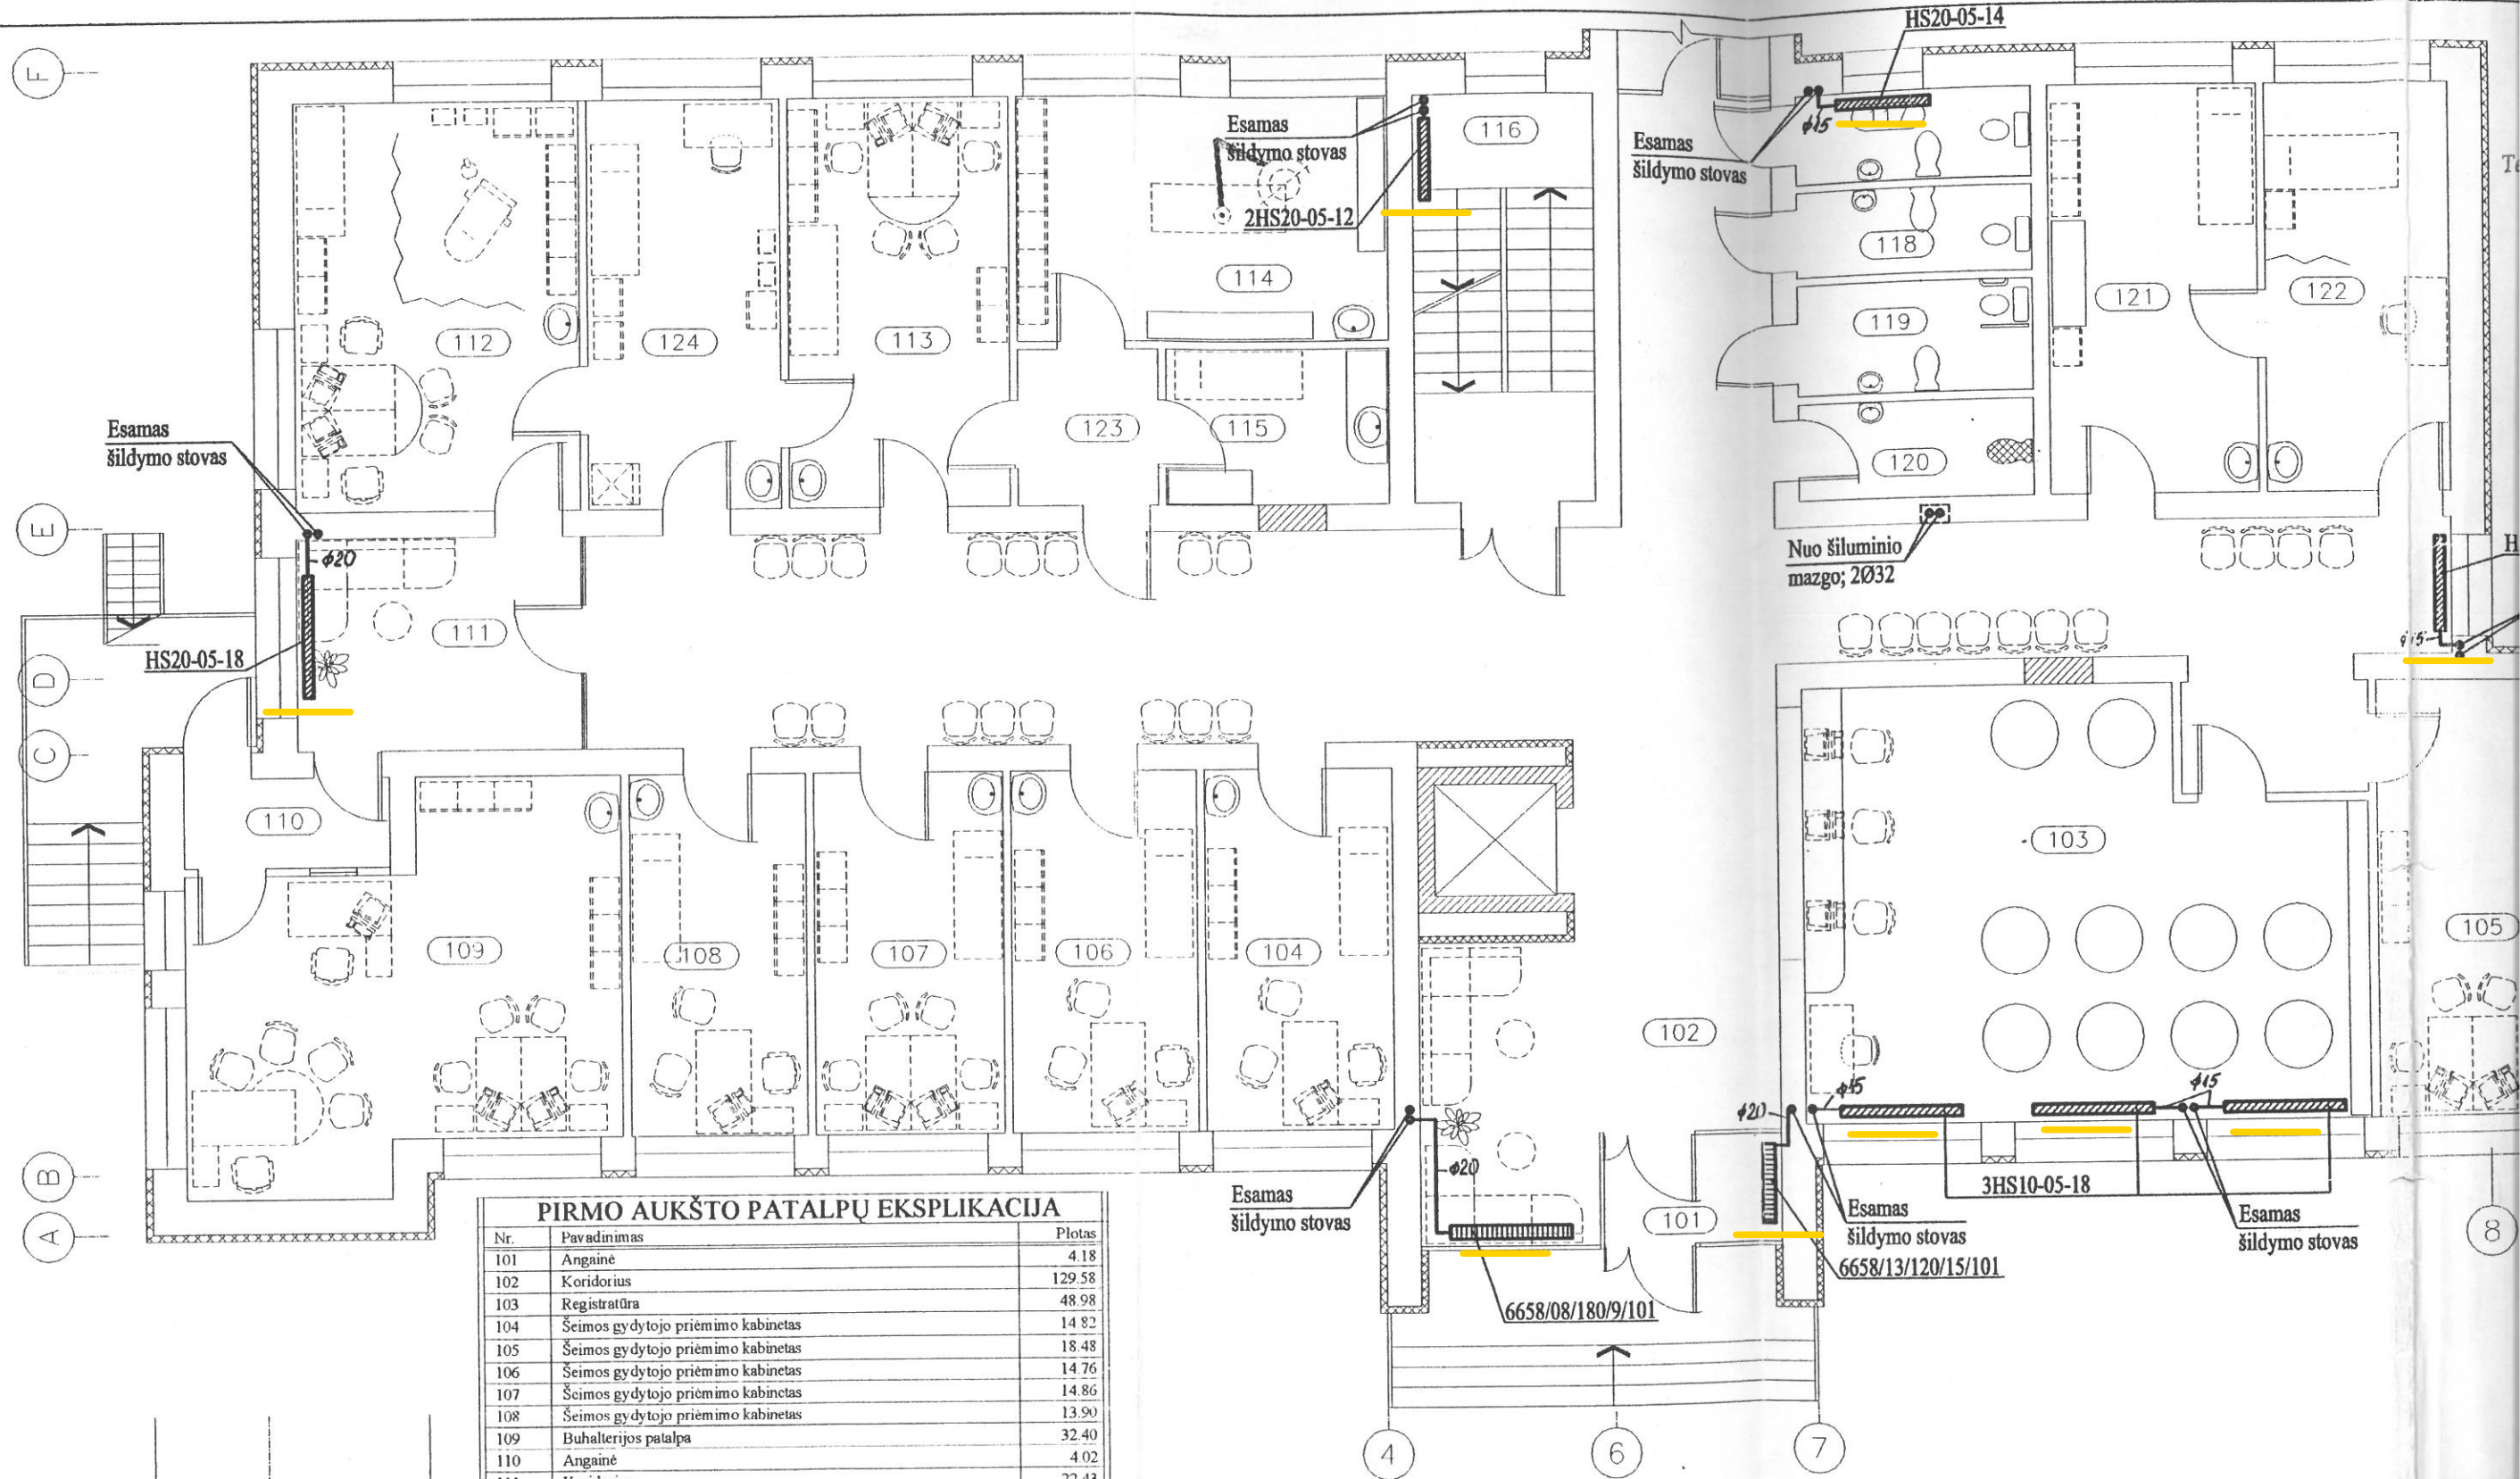 HS20-05-14
F
Esamas
šildymo stovas
116
117
ϕ15
Esamas
šildymo stovas
2HS20-05-12
118
114
121
122
112
124
113
119
123
115
120
Esamas
šildymo stovas
E
ϕ20
Nuo šiluminio
mazgo; 2Ø32
111
HS20-05-18
D
C
110
103
109
108
107
106
104
105
102
ϕ20
ϕ15
ϕ15
B
A
ϕ20
Esamas
šildymo stovas
101
3HS10-05-18
Esamas
šildymo stovas
Esamas
šildymo stovas
8
6658/13/120/15/101
6658/08/180/9/101
PIRMO AUKŠTO PATALPŲ EKSPLIKACIJA
Nr. Pavadinimas Plotas
101 Angainė 4.18
102 Koridorius 129.58
103 Registratūra 48.98
104 Šeimos gydytojo priėmimo kabinetas 14.82
105 Šeimos gydytojo priėmimo kabinetas 18.48
106 Šeimos gydytojo priėmimo kabinetas 14.76
107 Šeimos gydytojo priėmimo kabinetas 14.86
108 Šeimos gydytojo priėmimo kabinetas 13.90
109 Buhalterijos patalpa 32.40
110 Angainė 4.02
4
6
7